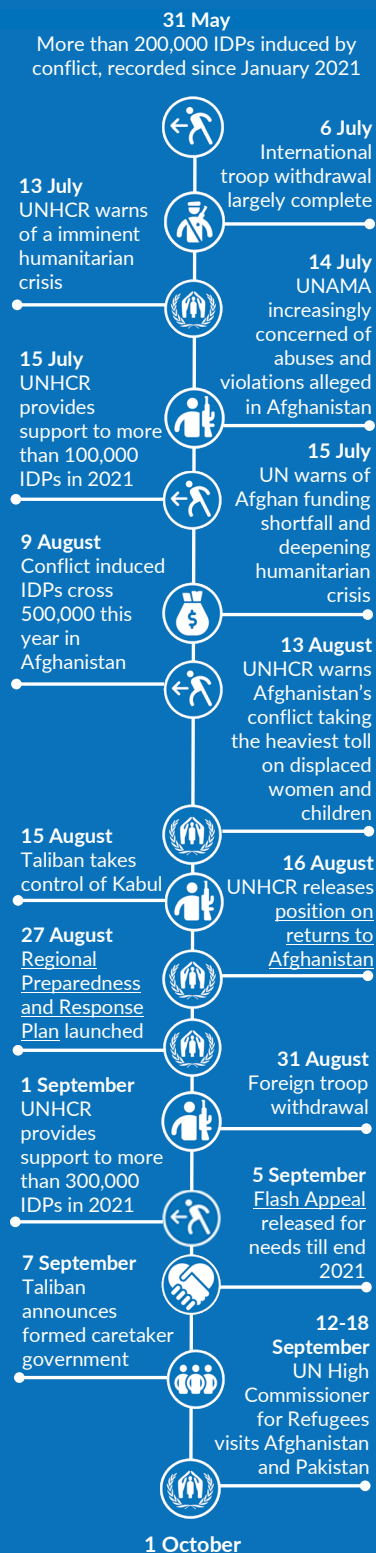 31 May
More than 200,000 IDPs induced by
conflict, recorded since January 2021
6 July
International
troop withdrawal
largely complete
13 July
UNHCR warns
of a imminent
humanitarian
crisis
14 July
UNAMA
increasingly
concerned of
abuses and
violations alleged
in Afghanistan
15 July
UNHCR
provides
support to more
than 100,000
IDPs in 2021
15 July
UN warns of
Afghan funding
shortfall and
deepening
humanitarian
crisis
9 August
Conflict induced
IDPs cross
500,000 this
year in
Afghanistan
$
13 August
UNHCR warns
Afghanistan’s
conflict taking
the heaviest toll
on displaced
women and
children
15 August
Taliban takes
control of Kabul
16 August
UNHCR releases
position on
returns to
Afghanistan
27 August
Regional
Preparedness
and Response
Plan launched
31 August
Foreign troop
withdrawal
1 September
UNHCR
provides
support to more
than 300,000
IDPs in 2021
5 September
Flash Appeal
released for
needs till end
2021
7 September
Taliban
announces
formed caretaker
government
12-18
September
UN High
Commissioner
for Refugees
visits Afghanistan
and Pakistan
1 October